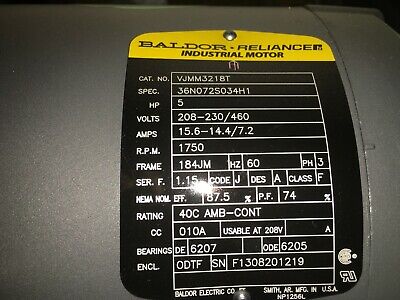 BALDOR • RELIANCE
INDUSTRIAL MOTOR
CAT. NO. VJMM3218T
SPEC. 36N072S034H1
HP 5
VOLTS 208-230/460
AMPS 15.6-14.4/7.2
R.P.M. 1750
FRAME 184JM HZ 60 PH 3
SER. F. 1.15 CODE J DES A CLASS F
NEMA NOM. EFF. 87.5 % P.F. 74 %
RATING 40C AMB-CONT
CC 010A USABLE AT 208V A
BEARINGS DE 6207 ODE 6205
ENCL. ODTF SN F1308201219
BALDOR ELECTRIC CO. FT. SMITH, AR. MFG. IN U.S.A.
NP1256L